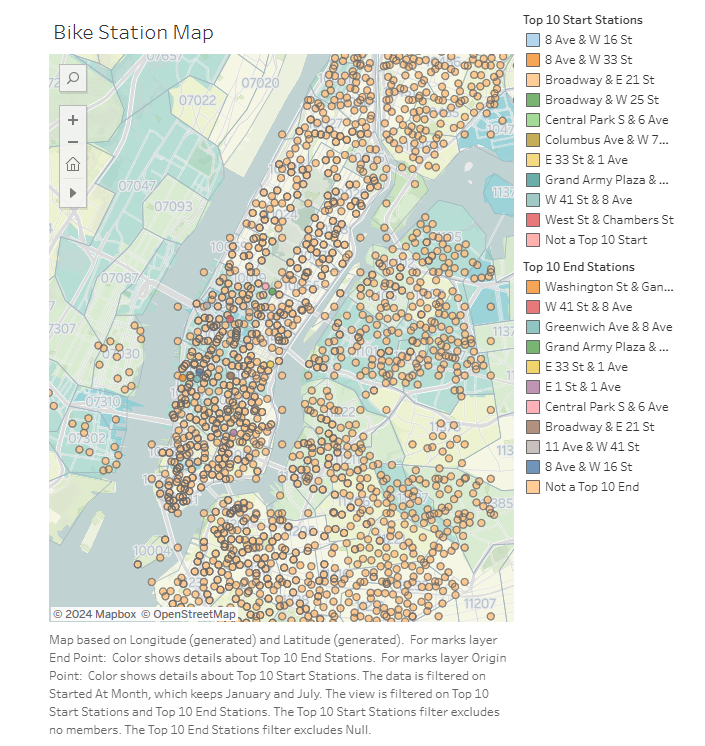 Bike Station Map
07657
07020
07022
07047
07093
07087
07307
07310
07302
10004
11207
© 2024 Mapbox © OpenStreetMap
Map based on Longitude (generated) and Latitude (generated). For marks layer
End Point: Color shows details about Top 10 End Stations. For marks layer Origin
Point: Color shows details about Top 10 Start Stations. The data is filtered on
Started At Month, which keeps January and July. The view is filtered on Top 10
Start Stations and Top 10 End Stations. The Top 10 Start Stations filter excludes
no members. The Top 10 End Stations filter excludes Null.
Top 10 Start Stations
8 Ave & W 16 St
8 Ave & W 33 St
Broadway & E 21 St
Broadway & W 25 St
Central Park S & 6 Ave
Columbus Ave & W 7...
E 33 St & 1 Ave
Grand Army Plaza & ...
W 41 St & 8 Ave
West St & Chambers St
Not a Top 10 Start
Top 10 End Stations
Washington St & Gan...
W 41 St & 8 Ave
Greenwich Ave & 8 Ave
Grand Army Plaza & ...
E 33 St & 1 Ave
E 1 St & 1 Ave
Central Park S & 6 Ave
Broadway & E 21 St
11 Ave & W 41 St
8 Ave & W 16 St
Not a Top 10 End